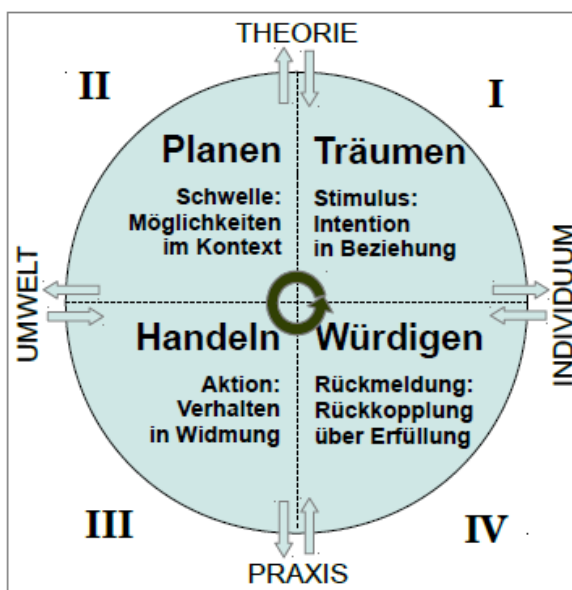 THEORIE
II
I
Planen
Träumen
Schwelle:
Möglichkeiten
im Kontext
Stimulus:
Intention
in Beziehung
UMWELT
INDIVIDUUM
Handeln
Würdigen
Aktion:
Verhalten
in Widmung
Rückmeldung:
Rückkopplung
über Erfüllung
III
IV
PRAXIS